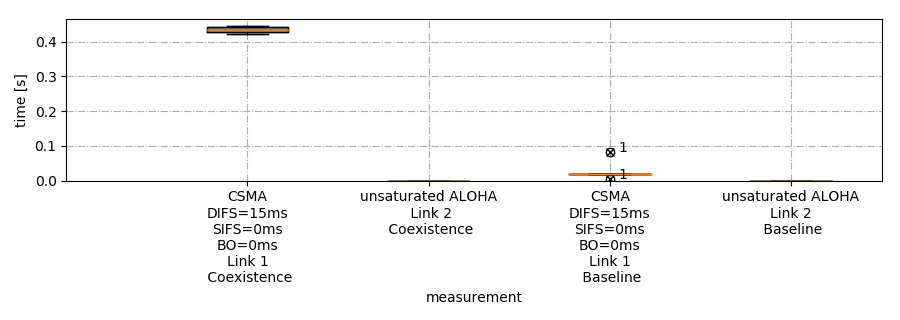 time [s]
0.4
0.3
0.2
0.1
0.0
1
1
CSMA
DIFS=15ms
SIFS=0ms
BO=0ms
Link 1
Coexistence
unsaturated ALOHA
Link 2
Coexistence
CSMA
DIFS=15ms
SIFS=0ms
BO=0ms
Link 1
Baseline
unsaturated ALOHA
Link 2
Baseline
measurement